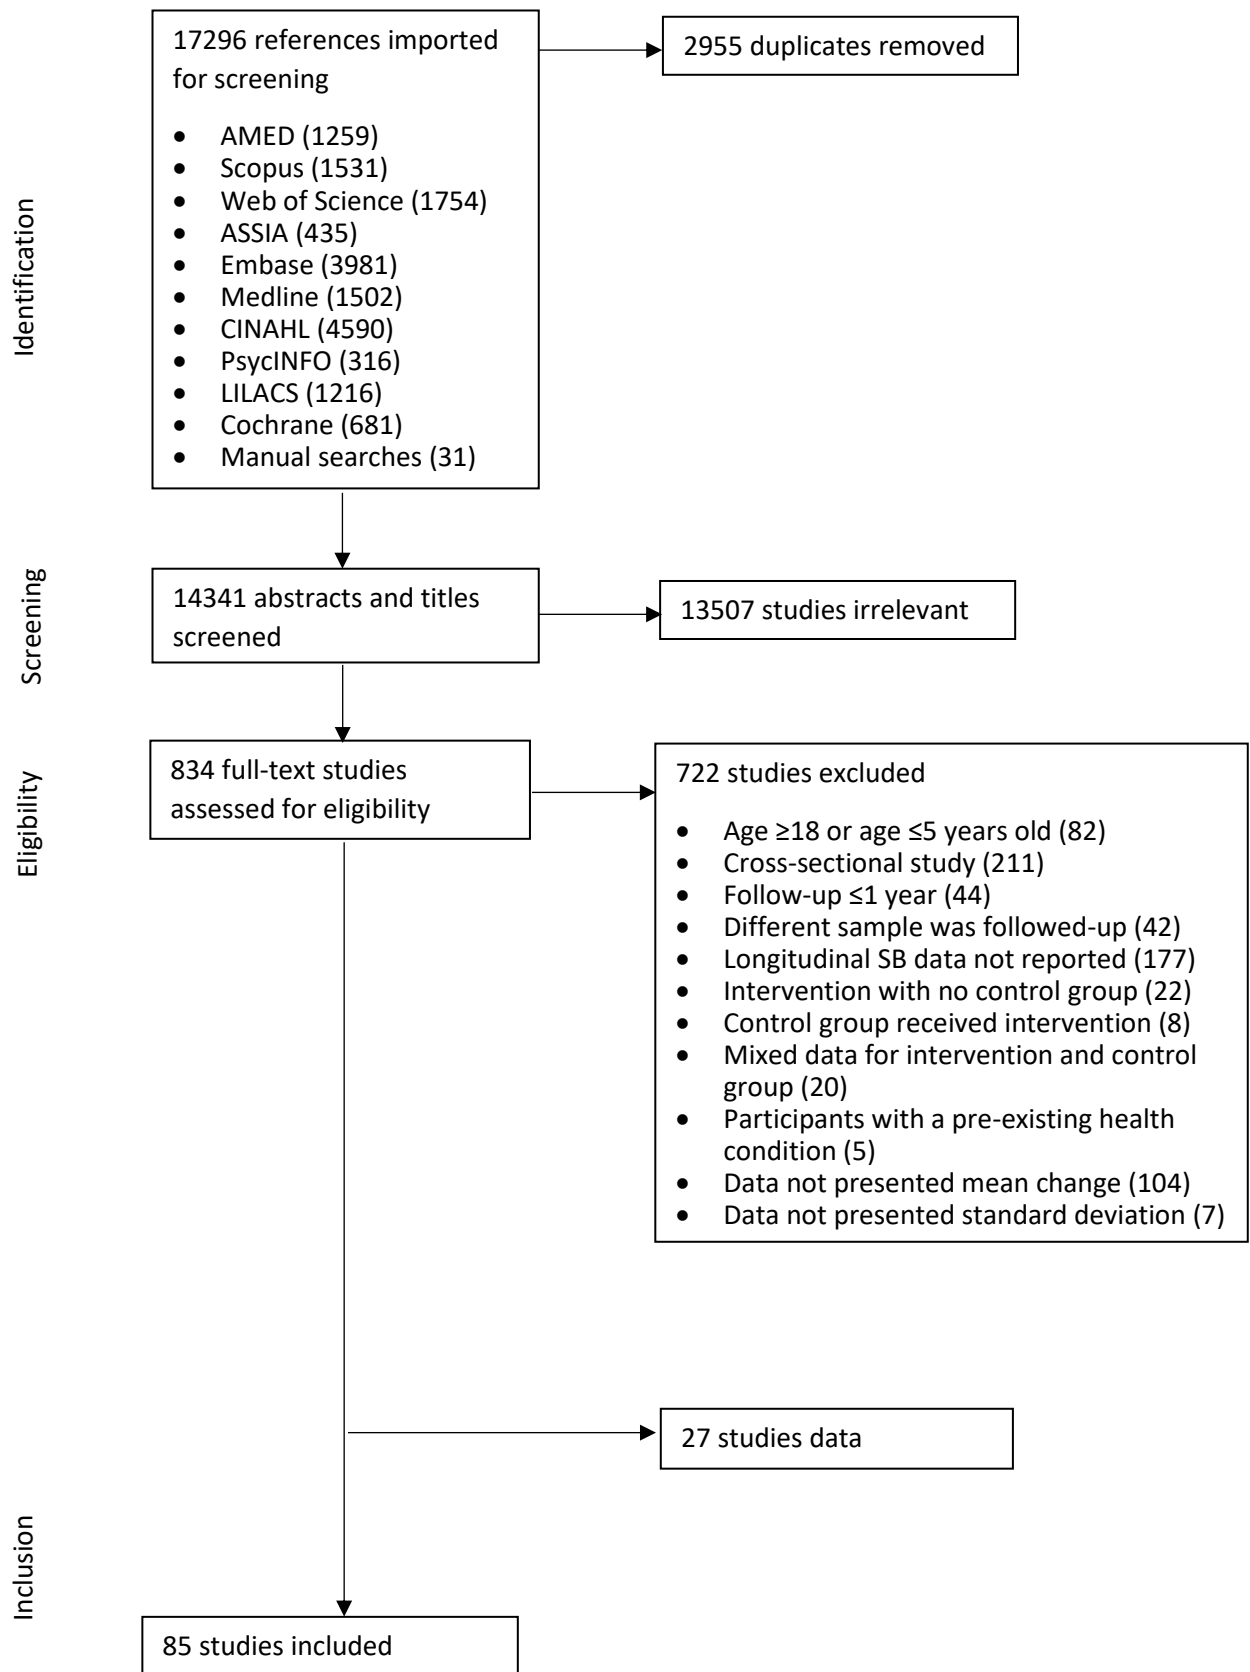 17296 references imported
for screening
• AMED (1259)
• Scopus (1531)
• Web of Science (1754)
• ASSIA (435)
• Embase (3981)
• Medline (1502)
• CINAHL (4590)
• PsycINFO (316)
• LILACS (1216)
• Cochrane (681)
• Manual searches (31)
2955 duplicates removed
Identification
14341 abstracts and titles
screened
13507 studies irrelevant
Screening
834 full-text studies
assessed for eligibility
722 studies excluded
• Age ≥18 or age ≤5 years old (82)
• Cross-sectional study (211)
• Follow-up ≤1 year (44)
• Different sample was followed-up (42)
• Longitudinal SB data not reported (177)
• Intervention with no control group (22)
• Control group received intervention (8)
• Mixed data for intervention and control
group (20)
• Participants with a pre-existing health
condition (5)
• Data not presented mean change (104)
• Data not presented standard deviation (7)
Eligibility
27 studies data
Inclusion
85 studies included